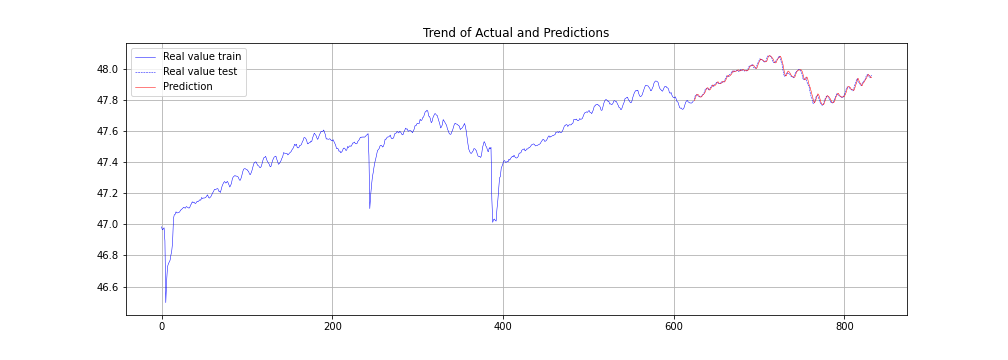 Trend of Actual and Predictions
Real value train
Real value test
Prediction
48.0
47.8
47.6
47.4
47.2
47.0
46.8
46.6
0 200 400 600 800